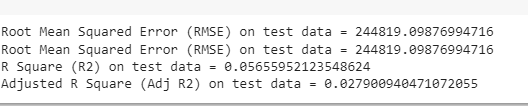 Root Mean Squared Error (RMSE) on test data = 244819.09876994716
Root Mean Squared Error (RMSE) on test data = 244819.09876994716
R Square (R2) on test data = 0.05655952123548624
Adjusted R Square (Adj R2) on test data = 0.027900940471072055